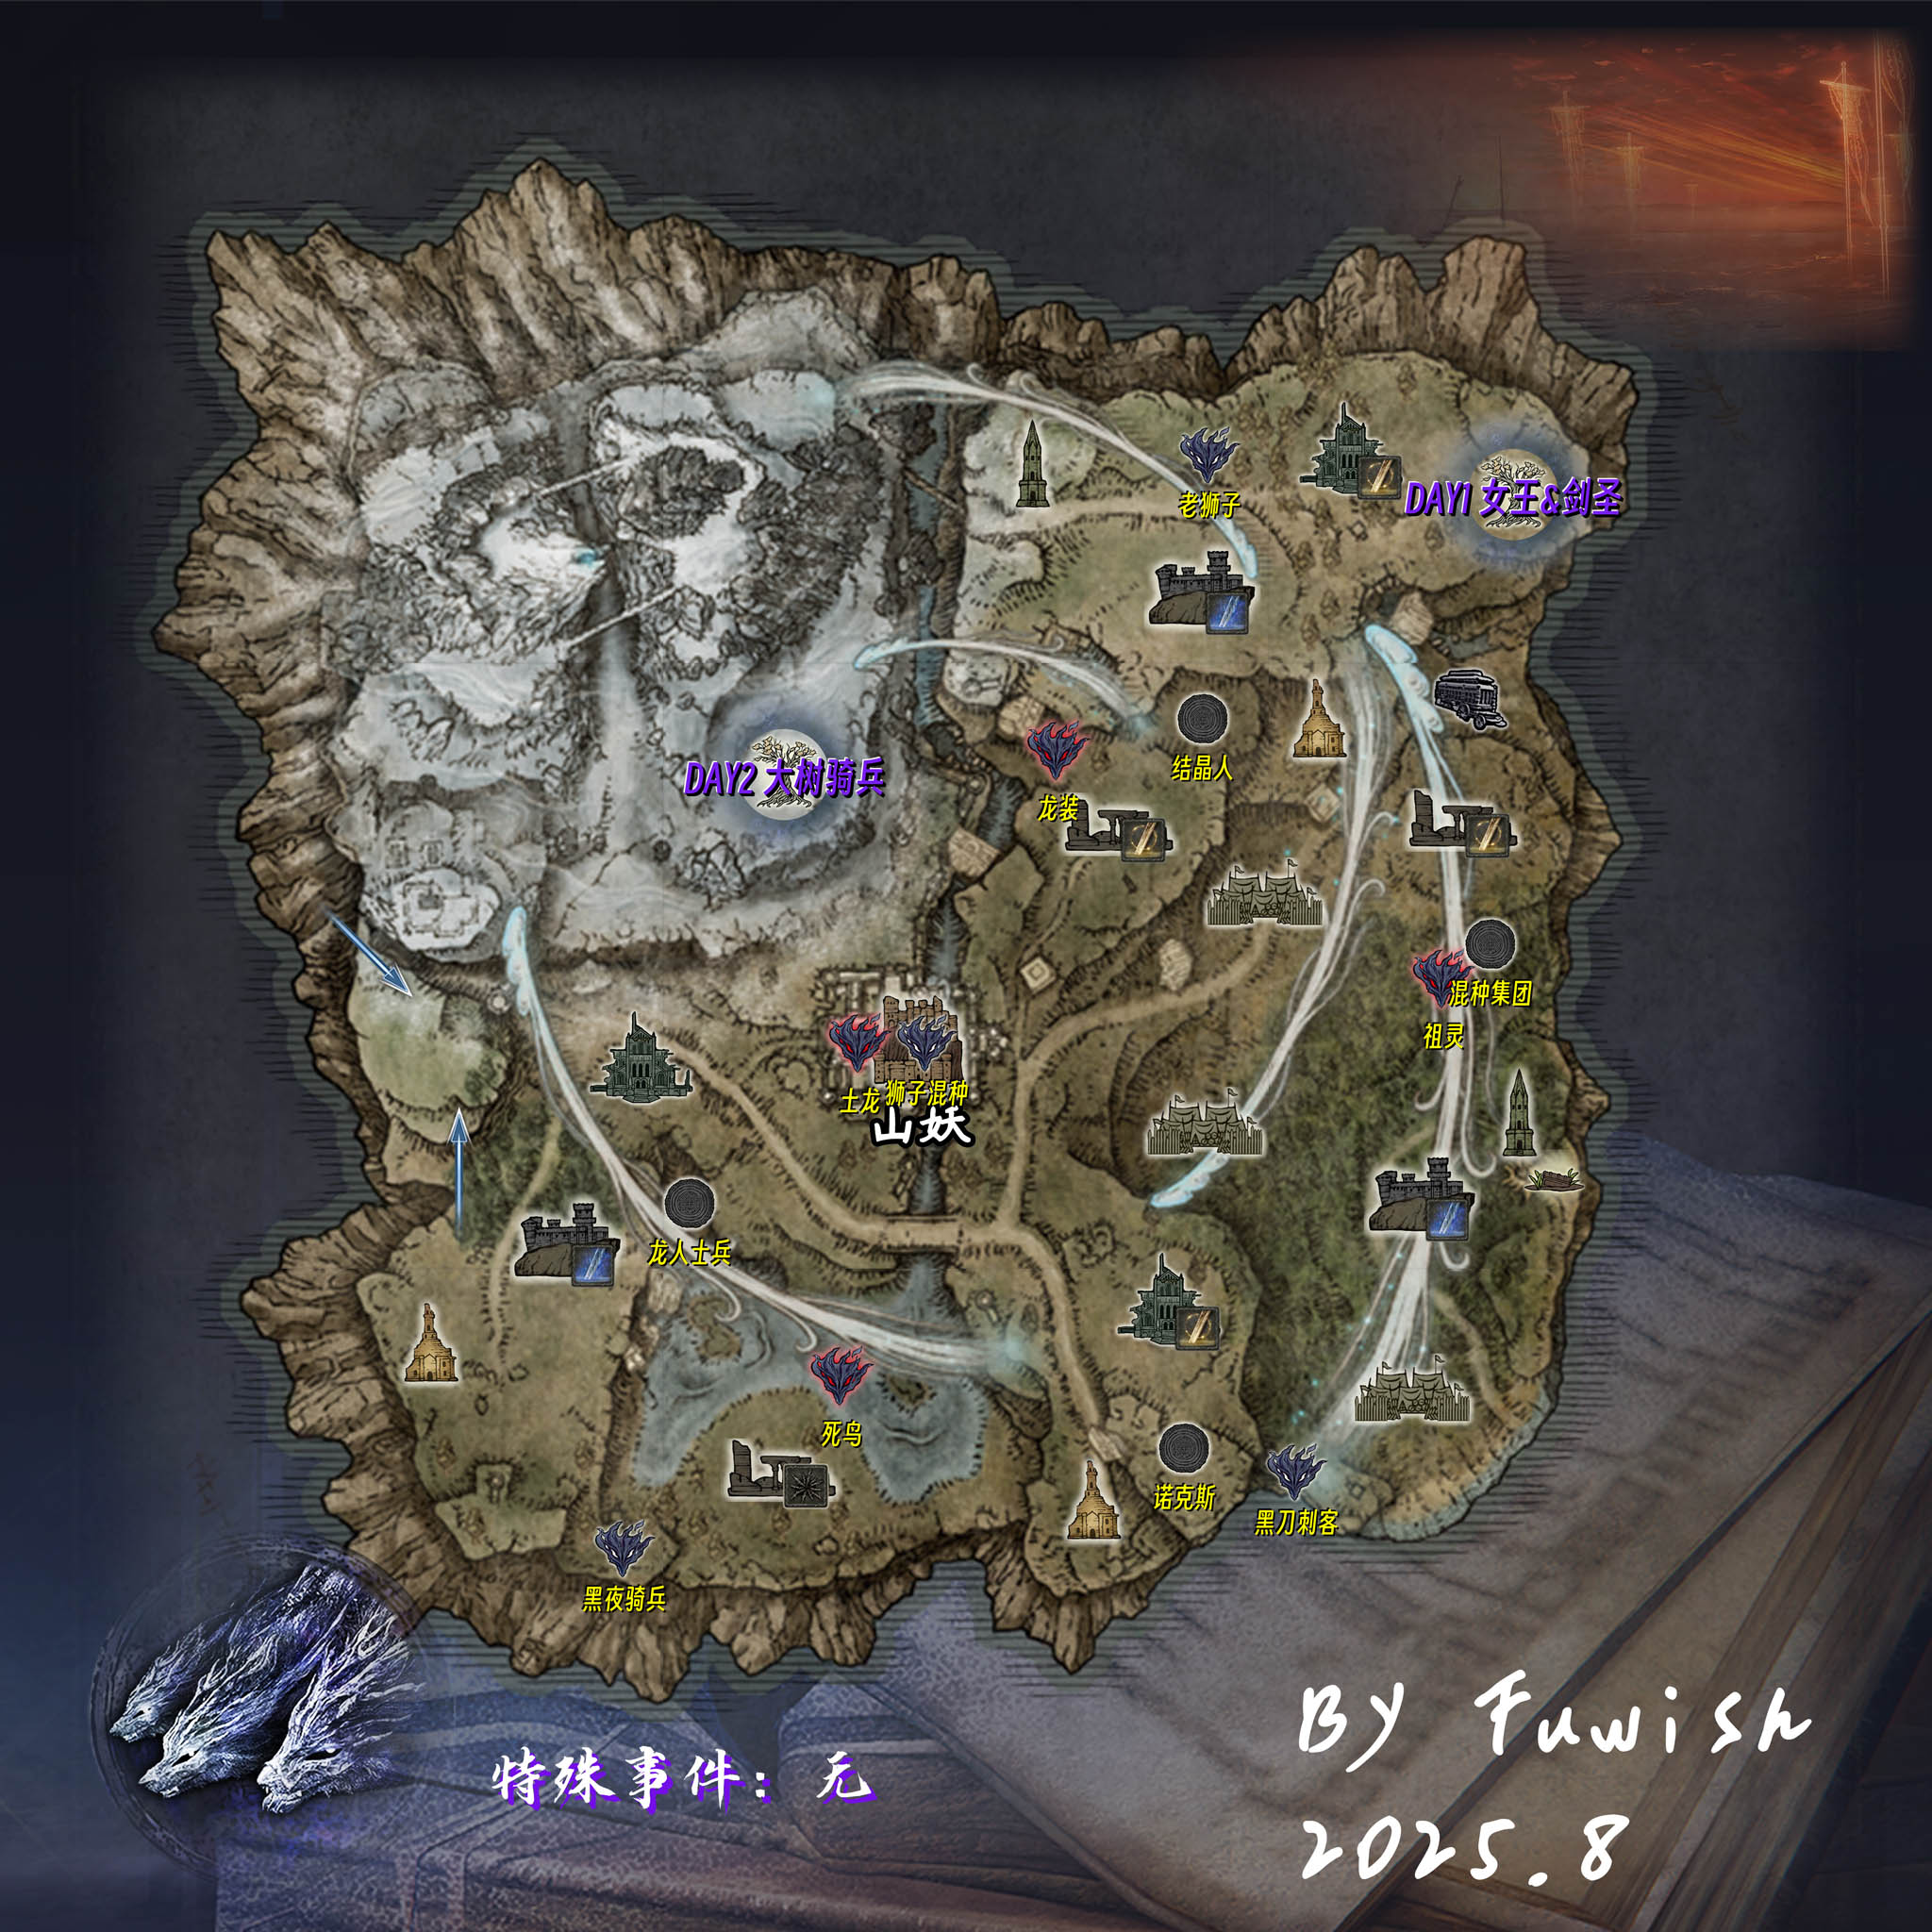 老狮子
DAY1 女王&剑圣
结晶人
DAY2 大树骑兵
龙装
混种集团
祖灵
土龙
狮子混种
山妖
龙人士兵
死鸟
诺克斯
黑刀刺客
黑夜骑兵
BY Fuwish
特殊事件：无
2025.8